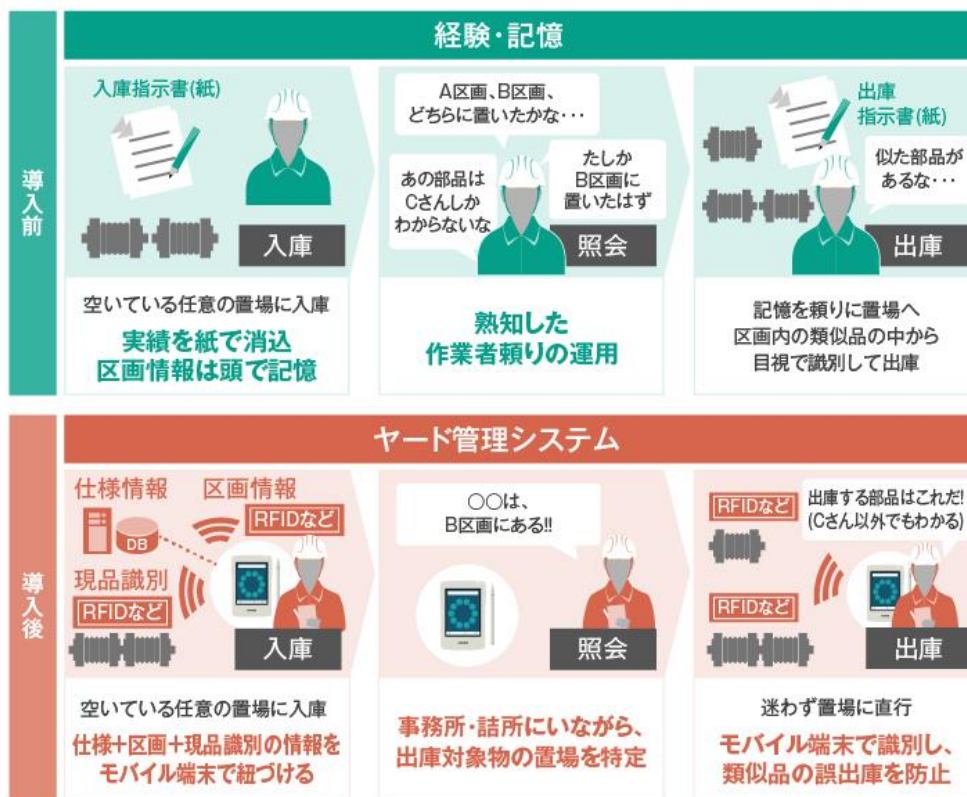 導入前
経験・記憶
入庫指示書(紙)
入庫
空いている任意の置場に入庫
実績を紙で消込
区画情報は頭で記憶
A区画、B区画、
どちらに置いたかな・・・
あの部品は
Cさんしか
わからないな
たしか
B区画に
置いたはず
照会
熟知した
作業者頼りの運用
出庫
指示書(紙)
似た部品が
あるな・・・
出庫
記憶を頼りに置場へ
区画内の類似品の中から
目視で識別して出庫
導入後
ヤード管理システム
仕様情報
区画情報
RFIDなど
DB
現品識別
RFIDなど
入庫
空いている任意の置場に入庫
仕様+区画+現品識別の情報を
モバイル端末で紐づける
○○は、
B区画にある!!
照会
事務所・詰所にいながら、
出庫対象物の置場を特定
RFIDなど
出庫する部品はこれだ!
(Cさん以外でもわかる)
RFIDなど
出庫
迷わず置場に直行
モバイル端末で識別し、
類似品の誤出庫を防止